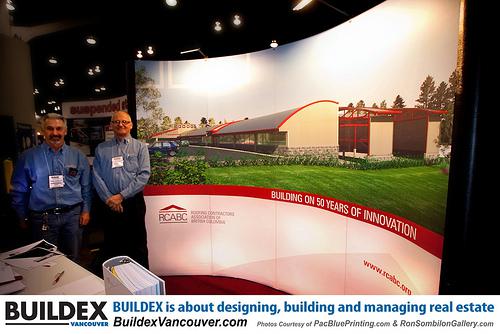 suspended
BUILDING ON 50 YEARS OF INNOVATION
RCABC
ROOFING CONTRACTORS
ASSOCIATION OF
BRITISH COLUMBIA
www.rcabc.org
BUILDEX
VANCOUVER
BUILDEX is about designing, building and managing real estate
BuildexVancouver.com
Photos Courtesy of PacBluePrinting.com & RonSombilonGallery.com